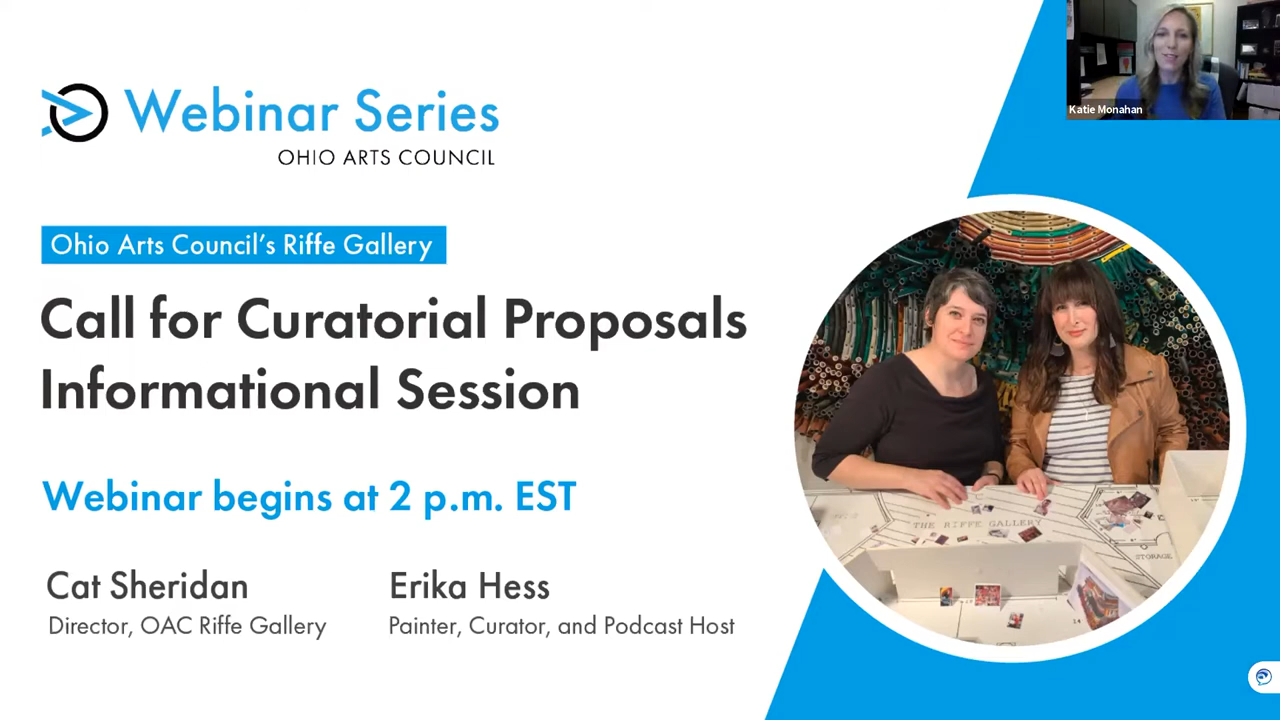 Webinar Series
OHIO ARTS COUNCIL
Katie Monahan
Ohio Arts Council's Riffe Gallery
Call for Curatorial Proposals
Informational Session
Webinar begins at 2 p.m. EST
Cat Sheridan
Director, OAC Riffe Gallery
Erika Hess
Painter, Curator, and Podcast Host
THE RIFFE GALLERY
STORAGE